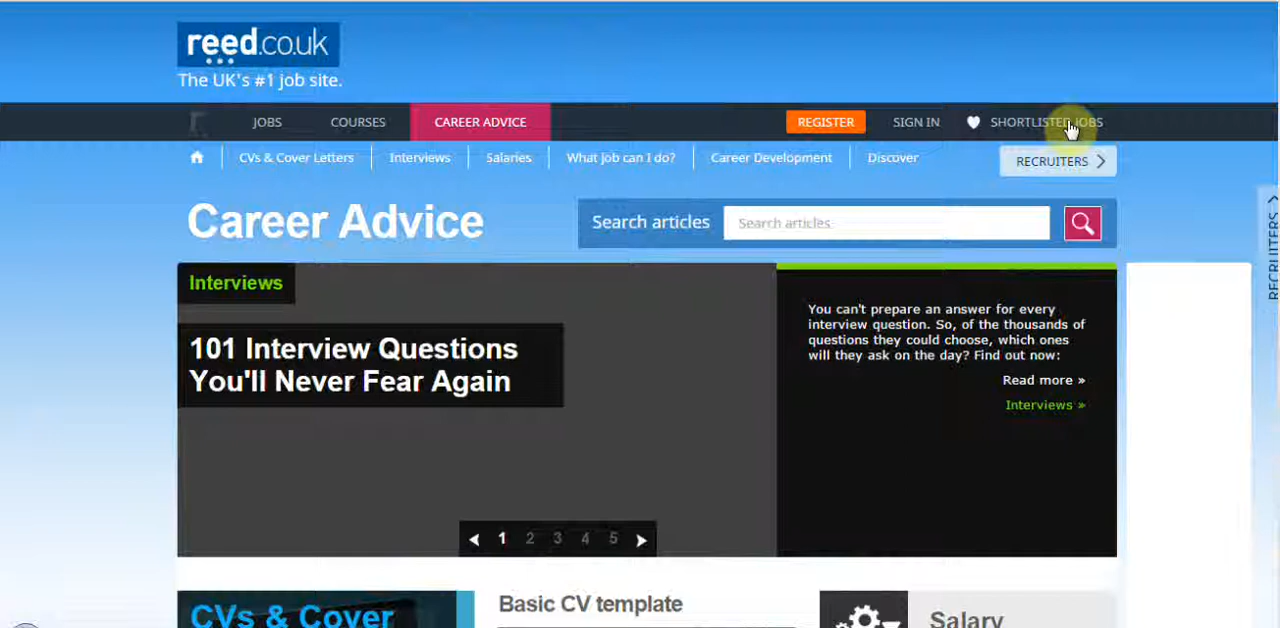 reed.co.uk
The UK's #1 job site.
JOBS COURSES CAREER ADVICE REGISTER SIGN IN SHORTLISTED JOBS
CVs & Cover Letters Interviews Salaries What job can I do? Career Development Discover RECRUITERS
Career Advice
Search articles Search articles
RECRUITERS
Interviews
101 Interview Questions
You'll Never Fear Again
You can't prepare an answer for every
interview question. So, of the thousands of
questions they could choose, which ones
will they ask on the day? Find out now:
Read more »
Interviews »
1 2 3 4 5
CVs & Cover
Basic CV template
Salary